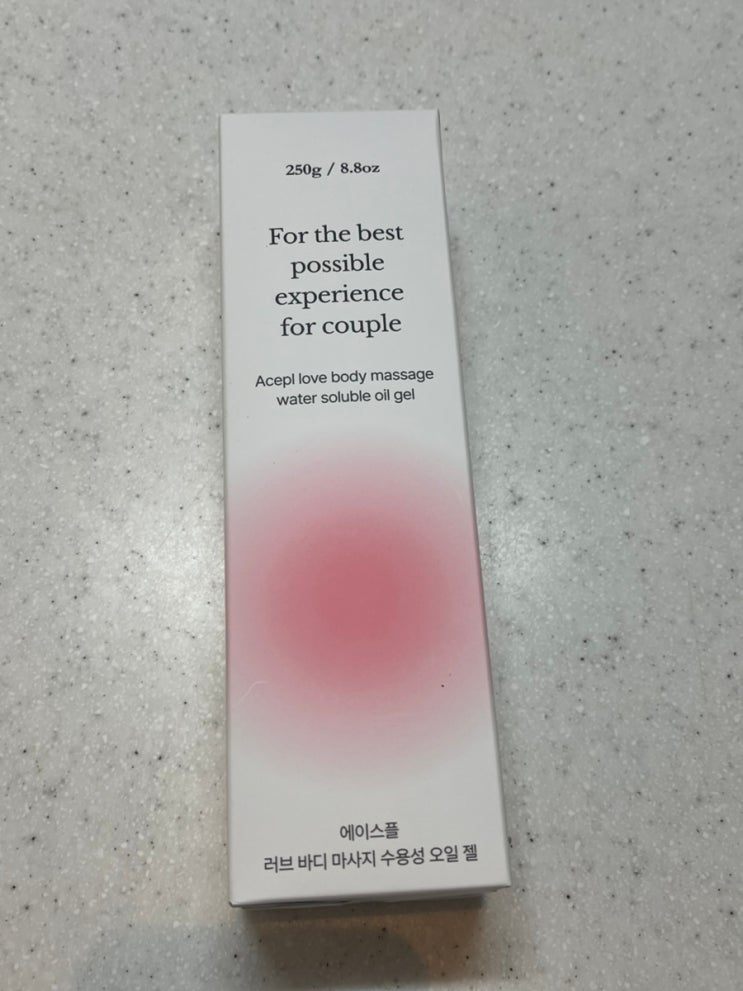 250g / 8.8oz
For the best
possible
experience
for couple
Acepl love body massage
water soluble oil gel
에이스플
러브 바디 마사지 수용성 오일 젤